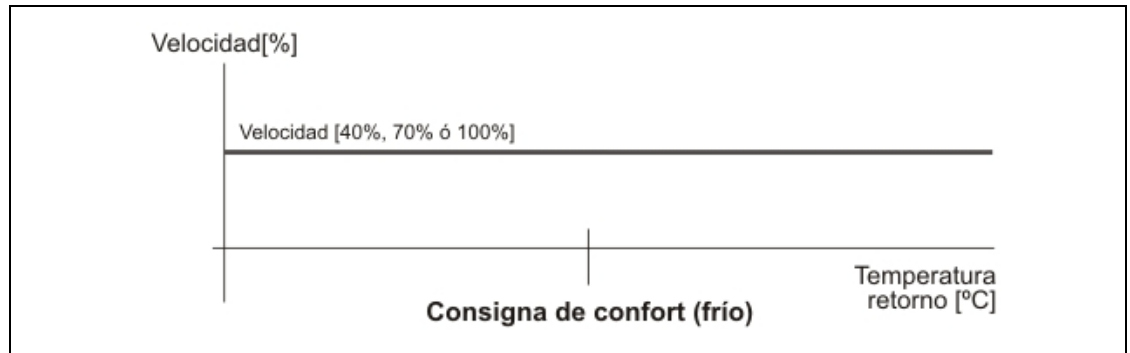 Velocidad[%]
Velocidad [40%, 70% ó 100%]
Temperatura
retorno [ºC]
Consigna de confort (frío)